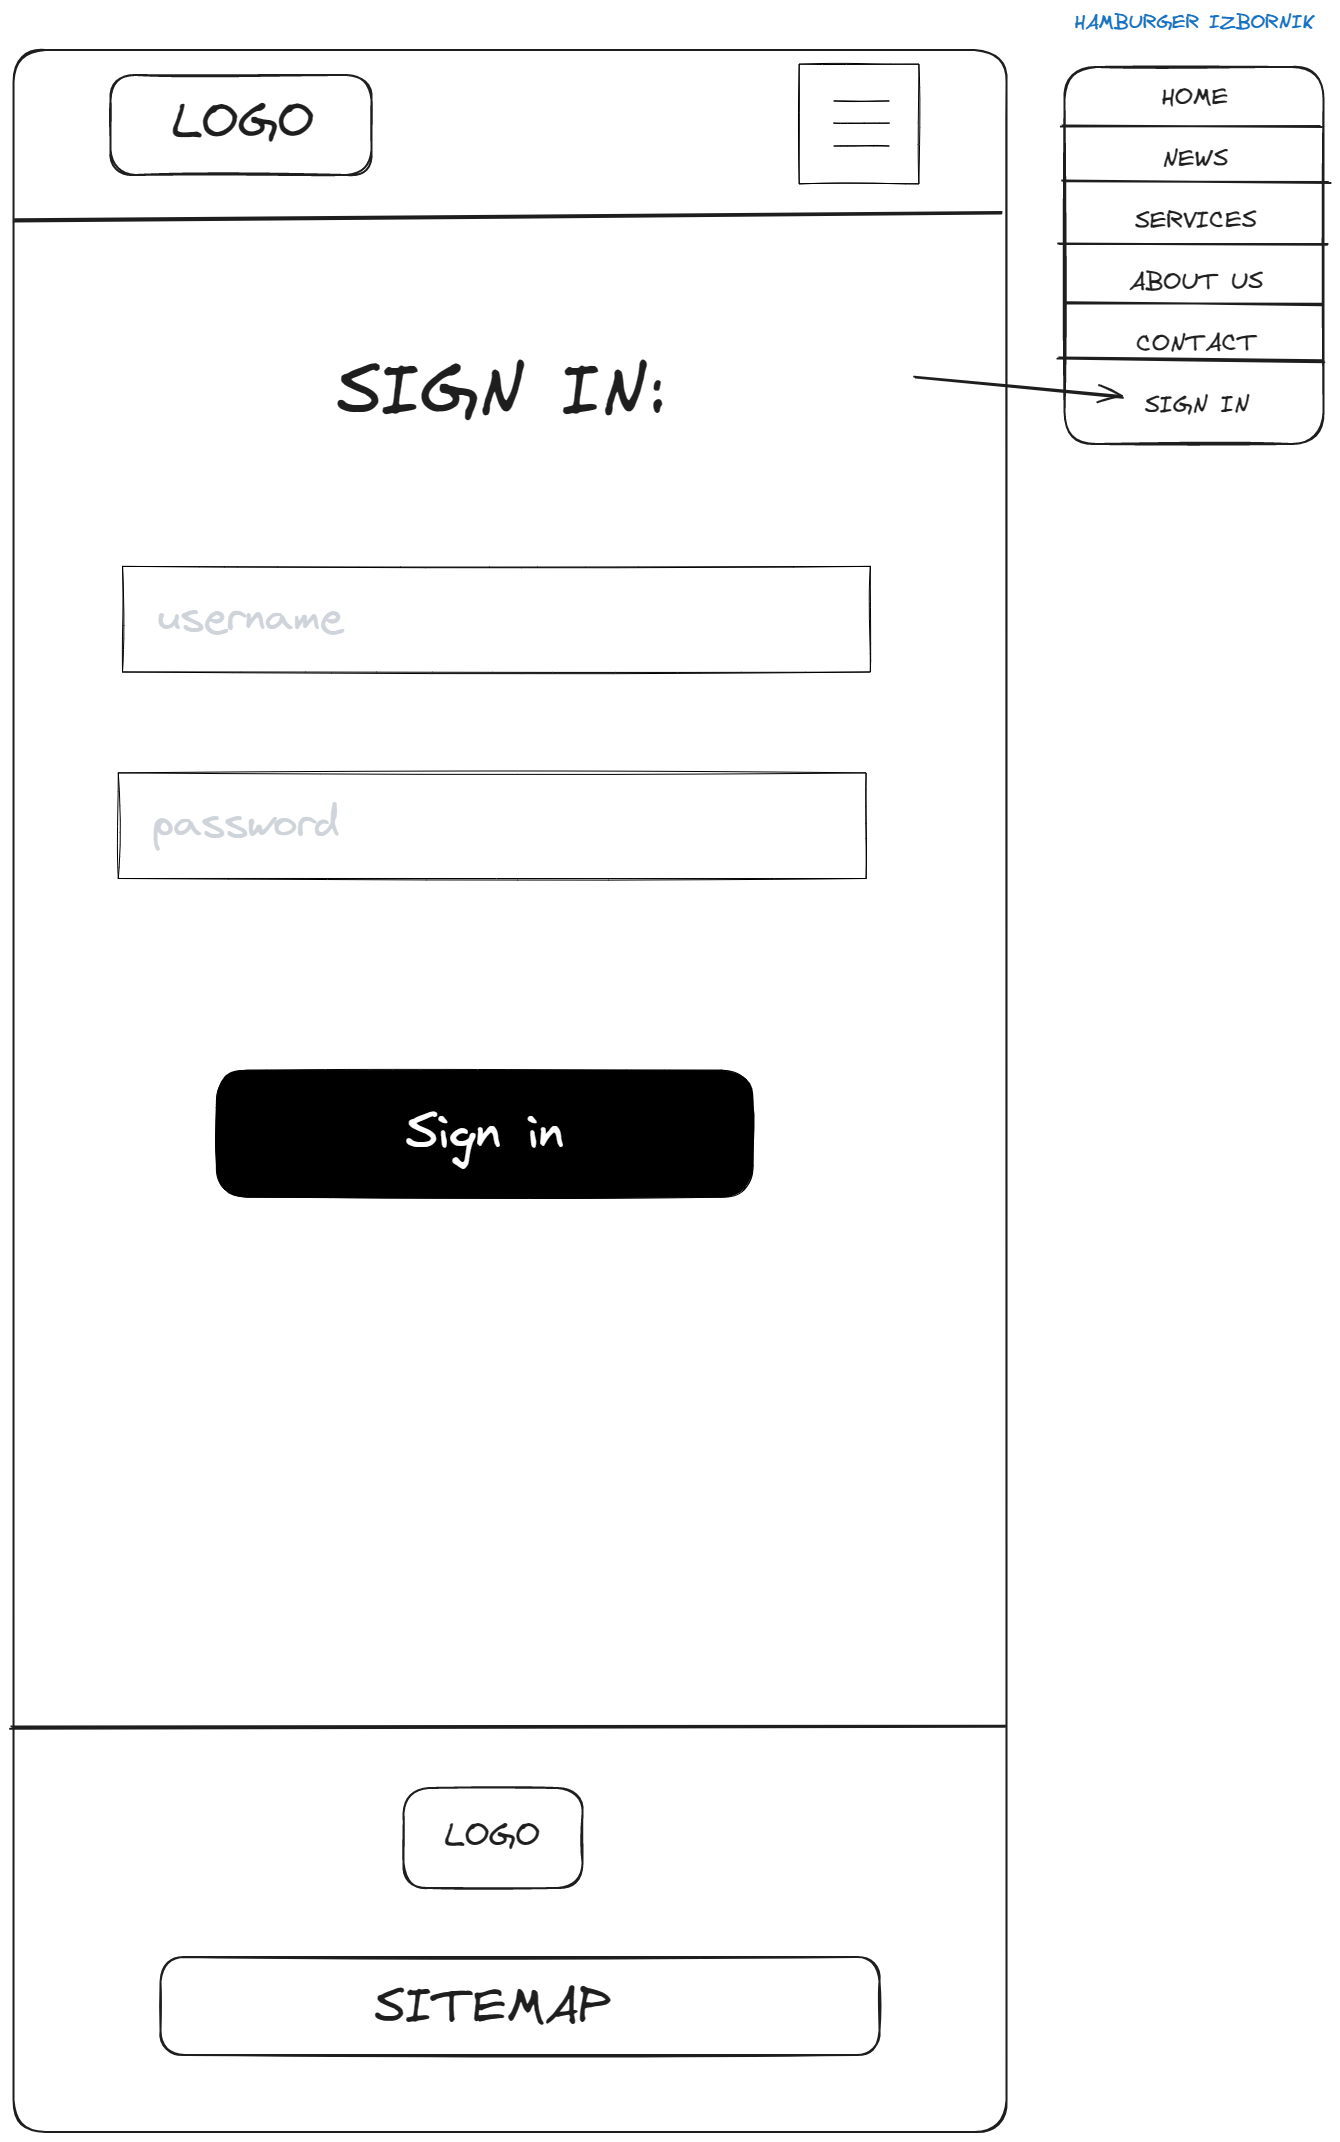 HAMBURGER IZBORNIK
LOGO
HOME
NEWS
SERVICES
ABOUT US
CONTACT
SIGN IN
SIGN IN:
username
password
Sign in
LOGO
SITEMAP